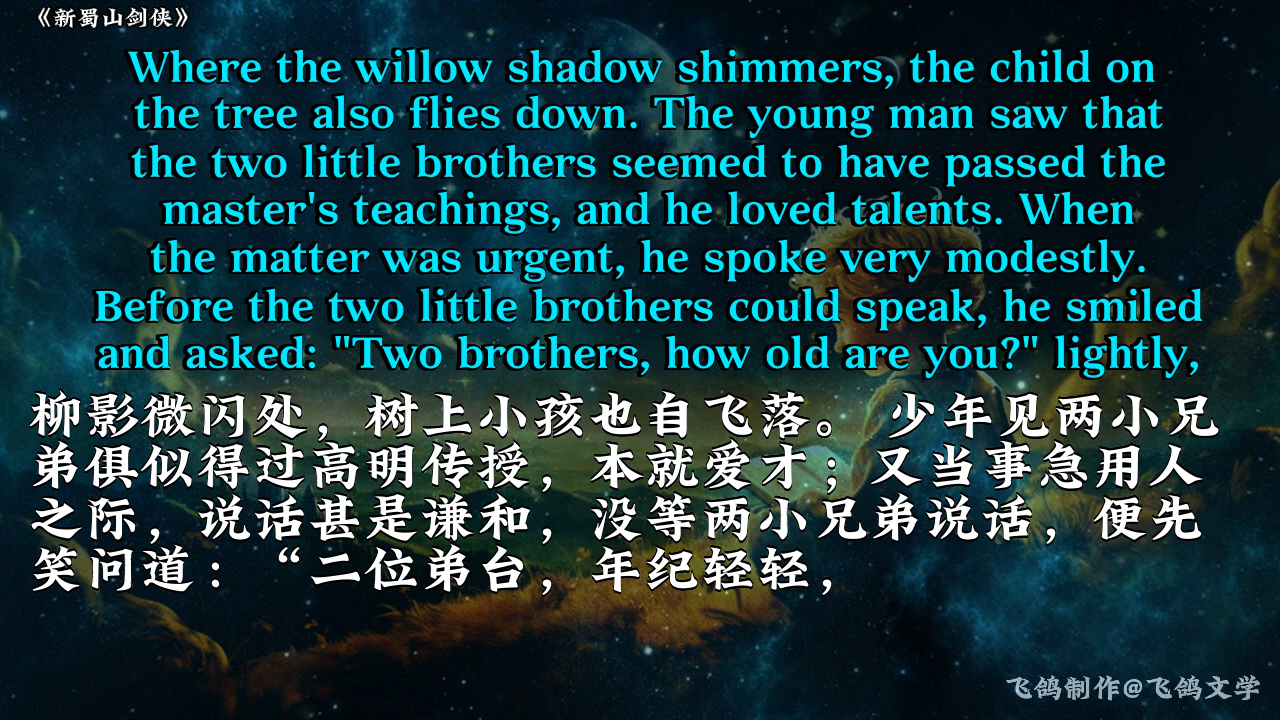 《新蜀山剑侠》
Where the willow shadow shimmers, the child on
the tree also flies down. The young man saw that
the two little brothers seemed to have passed the
master's teachings, and he loved talents. When
the matter was urgent, he spoke very modestly.
Before the two little brothers could speak, he smiled
and asked: "Two brothers, how old are you?" lightly,
柳影微闪处，树上小孩也自飞落。 少年见两小兄
弟俱似得过高明传授，本就爱才；又当事急用人
之际，说话甚是谦和，没等两小兄弟说话，便先
笑问道：“二位弟台，年纪轻轻，
飞鸽制作@飞鸽文学